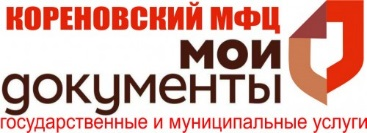 КОРЕНОВСКИЙ МФЦ
мои
документы
государственные и муниципальные услуги